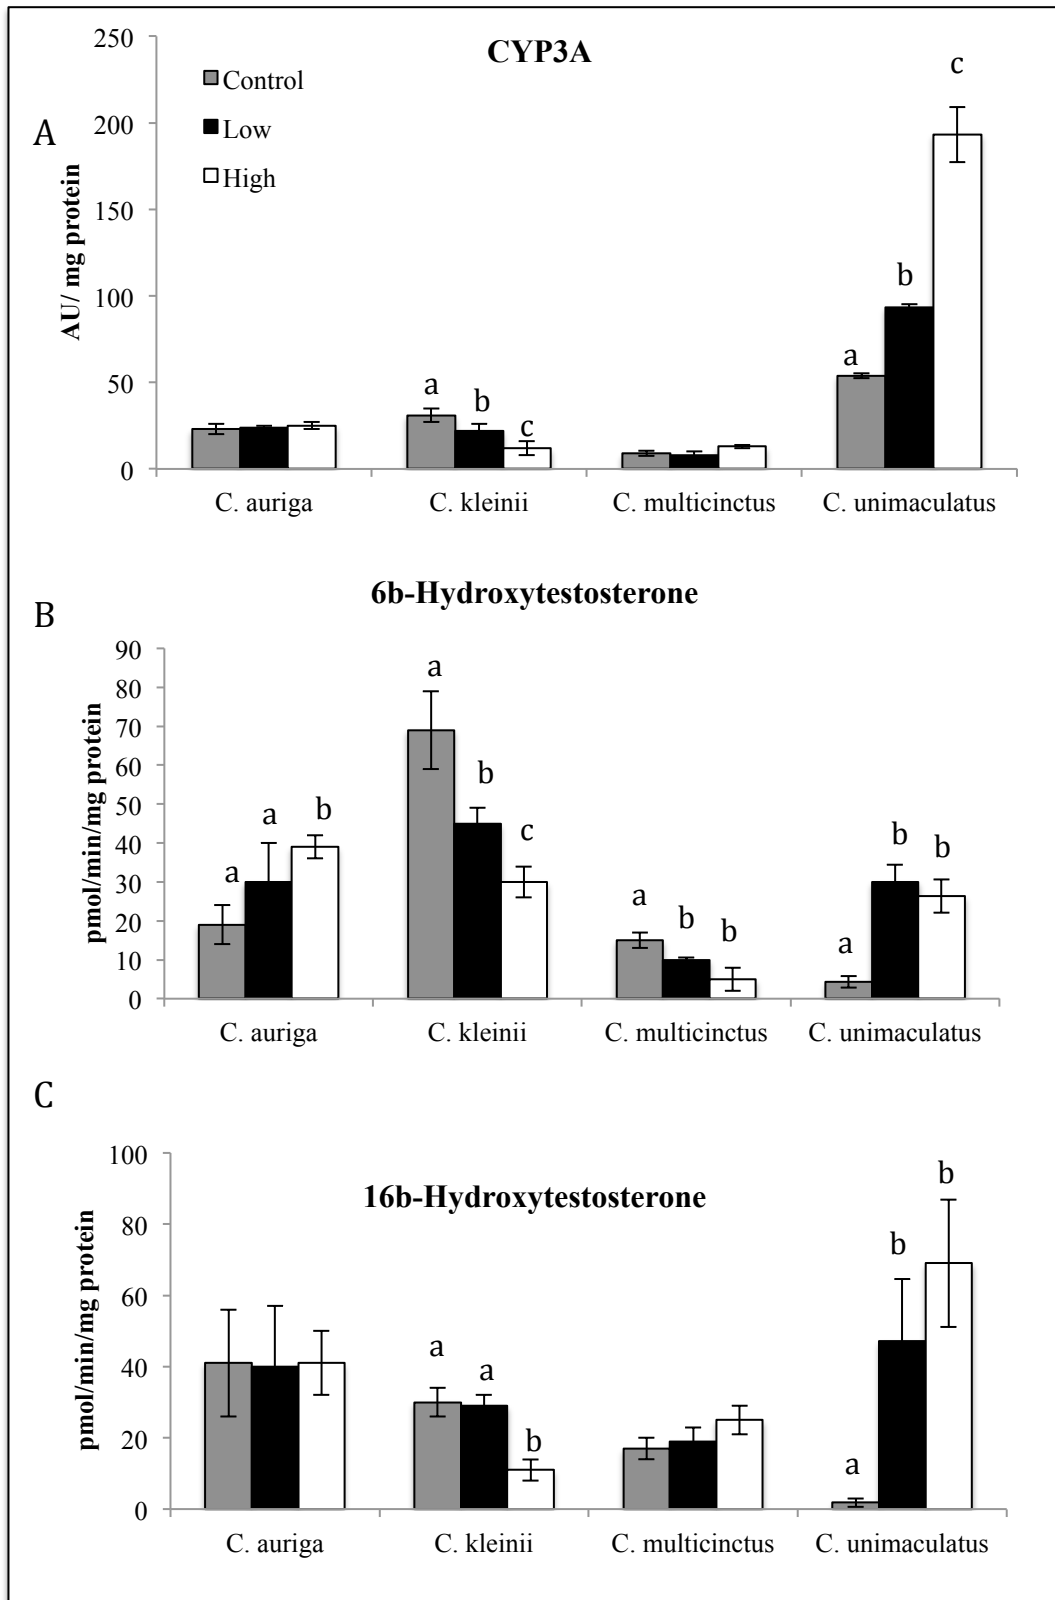 CYP3A
A
AU/ mg protein
250
200
150
100
50
0
Control
Low
High
a
b
c
a
b
c
C. auriga
C. kleinii
C. multicinctus
C. unimaculatus
6b-Hydroxytestosterone
B
pmol/min/mg protein
90
80
70
60
50
40
30
20
10
0
a
a
b
a
b
c
a
b
b
a
b
b
C. auriga
C. kleinii
C. multicinctus
C. unimaculatus
C
16b-Hydroxytestosterone
pmol/min/mg protein
100
80
60
40
20
0
a
a
b
a
b
b
C. auriga
C. kleinii
C. multicinctus
C. unimaculatus